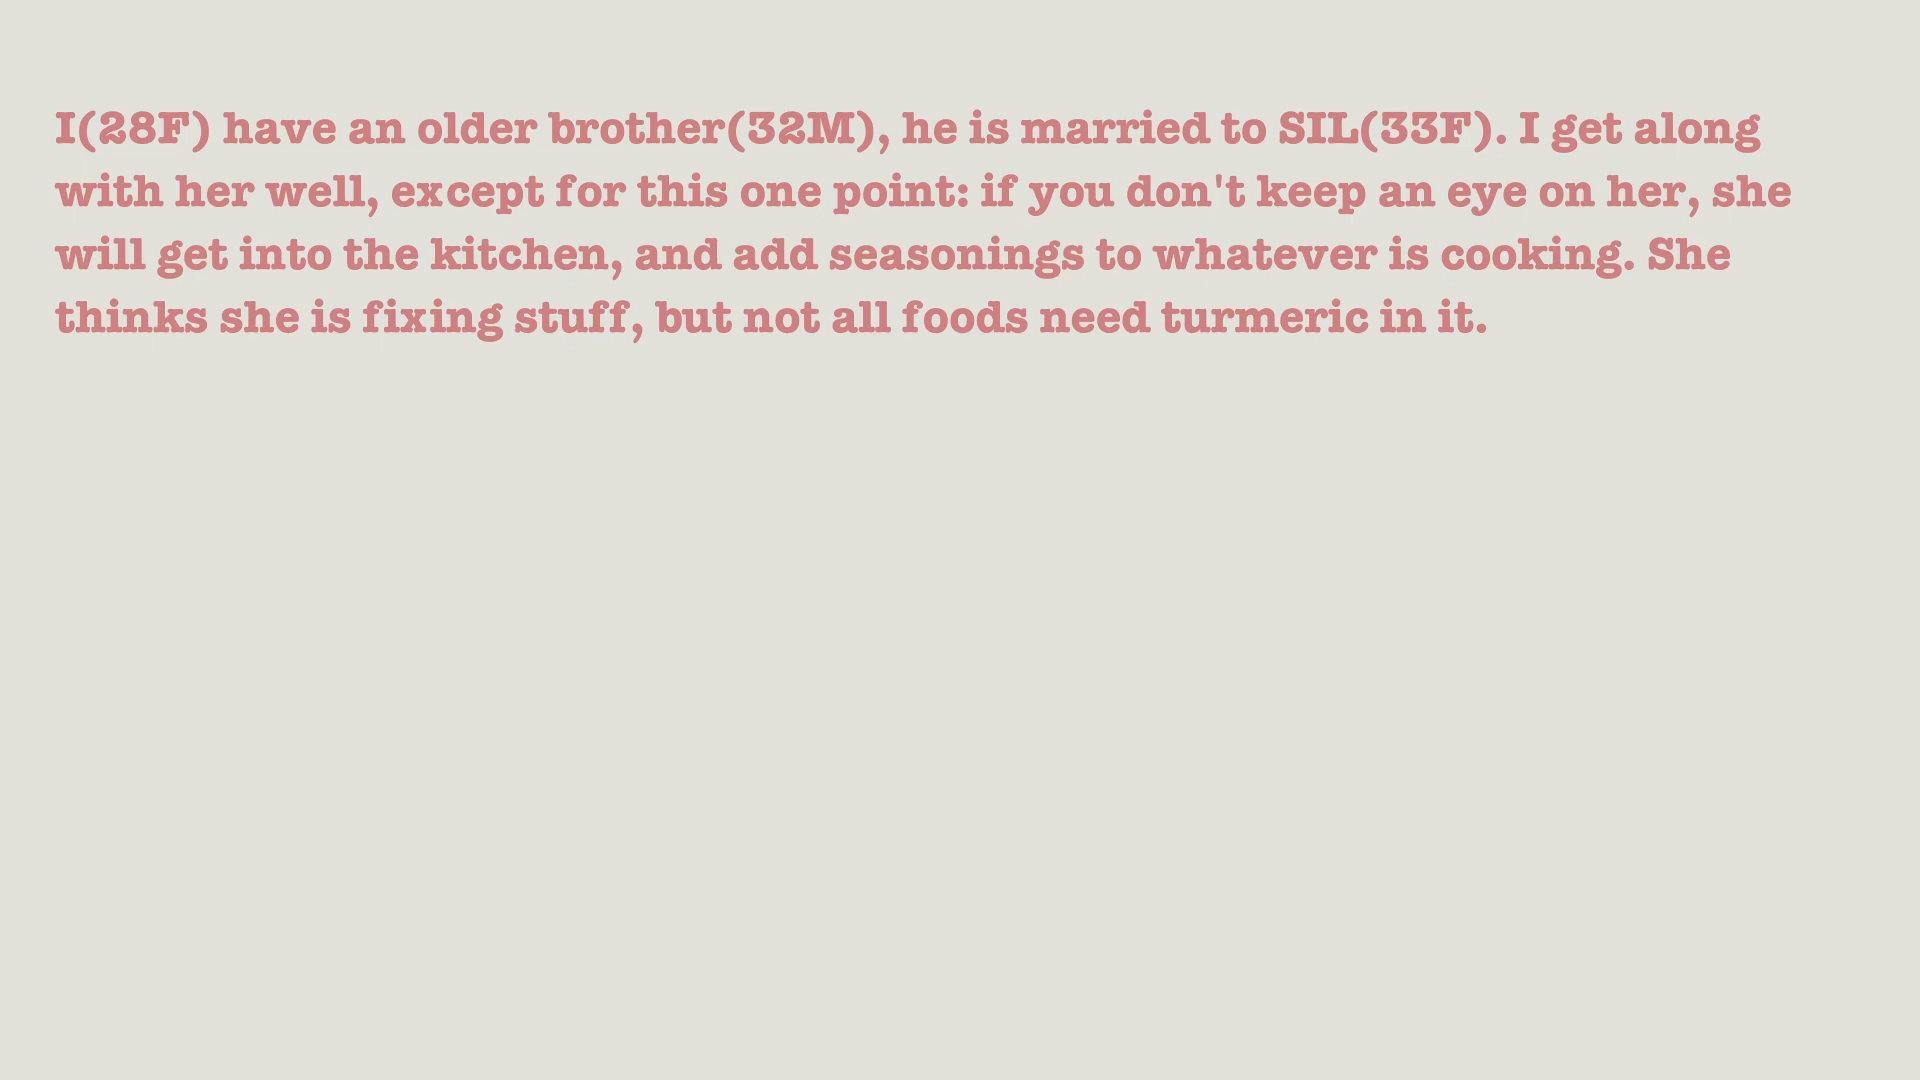 I(28F) have an older brother(32M), he is married to SIL(33F). I get along
with her well, except for this one point: if you don't keep an eye on her, she
will get into the kitchen, and add seasonings to whatever is cooking. She
thinks she is fixing stuff, but not all foods need turmeric in it.